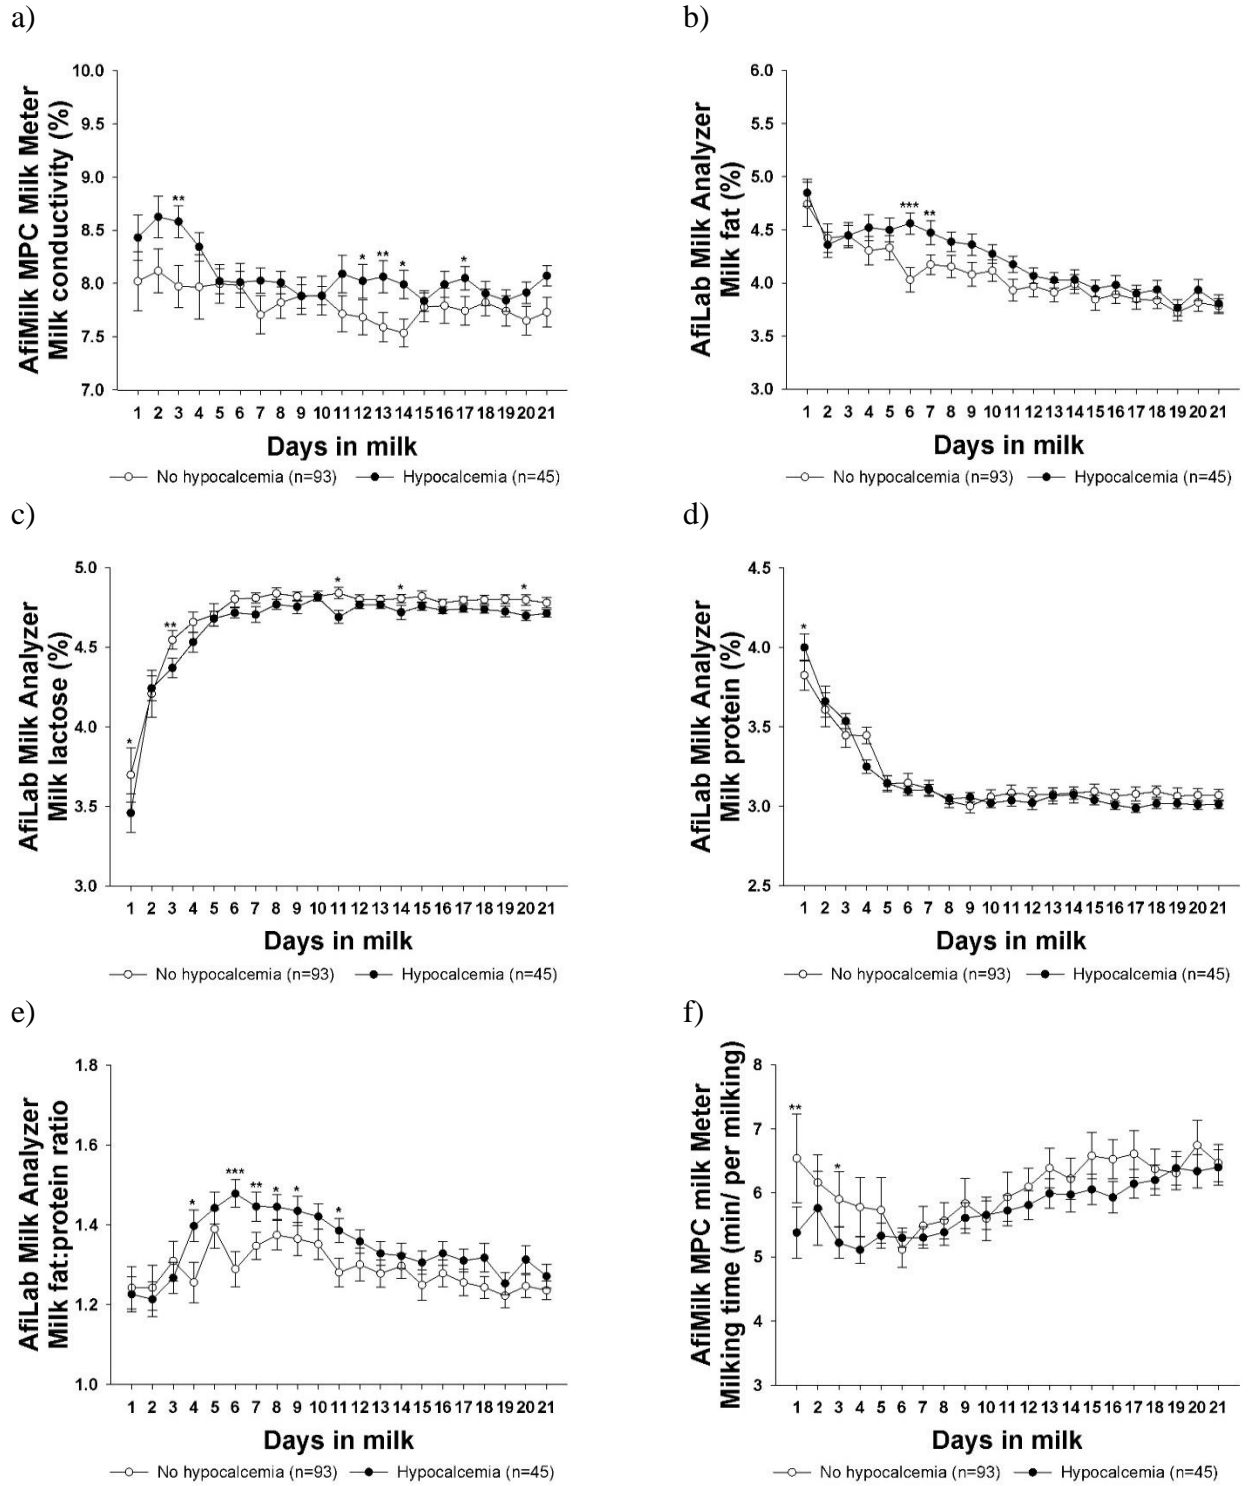 a)
AfiMilk MPC Milk Meter
Milk conductivity (%)
10.0
9.5
9.0
8.5
8.0
7.5
7.0
**
*
**
*
*
1 2 3 4 5 6 7 8 9 10 11 12 13 14 15 16 17 18 19 20 21
Days in milk
No hypocalcemia (n=93) Hypocalcemia (n=45)
b)
AfiLab Milk Analyzer
Milk fat (%)
6.0
5.0
4.5
4.0
3.5
3.0
***
**
1 2 3 4 5 6 7 8 9 10 11 12 13 14 15 16 17 18 19 20 21
Days in milk
No hypocalcemia (n=93) Hypocalcemia (n=45)
c)
AfiLab Milk Analyzer
Milk lactose (%)
5.0
4.5
4.0
3.5
3.0
*
**
*
*
*
1 2 3 4 5 6 7 8 9 10 11 12 13 14 15 16 17 18 19 20 21
Days in milk
No hypocalcemia (n=93) Hypocalcemia (n=45)
d)
AfiLab Milk Analyzer
Milk protein (%)
4.5
4.0
3.5
3.0
2.5
*
1 2 3 4 5 6 7 8 9 10 11 12 13 14 15 16 17 18 19 20 21
Days in milk
No hypocalcemia (n=93) Hypocalcemia (n=45)
e)
AfiLab Milk Analyzer
Milk fat:protein ratio
1.8
1.6
1.4
1.2
1.0
*
***
**
*
*
*
1 2 3 4 5 6 7 8 9 10 11 12 13 14 15 16 17 18 19 20 21
Days in milk
No hypocalcemia (n=93) Hypocalcemia (n=45)
f)
AfiMilk MPC milk Meter
Milking time (min/ per milking)
8
7
6
5
4
3
**
*
1 2 3 4 5 6 7 8 9 10 11 12 13 14 15 16 17 18 19 20 21
Days in milk
No hypocalcemia (n=93) Hypocalcemia (n=45)